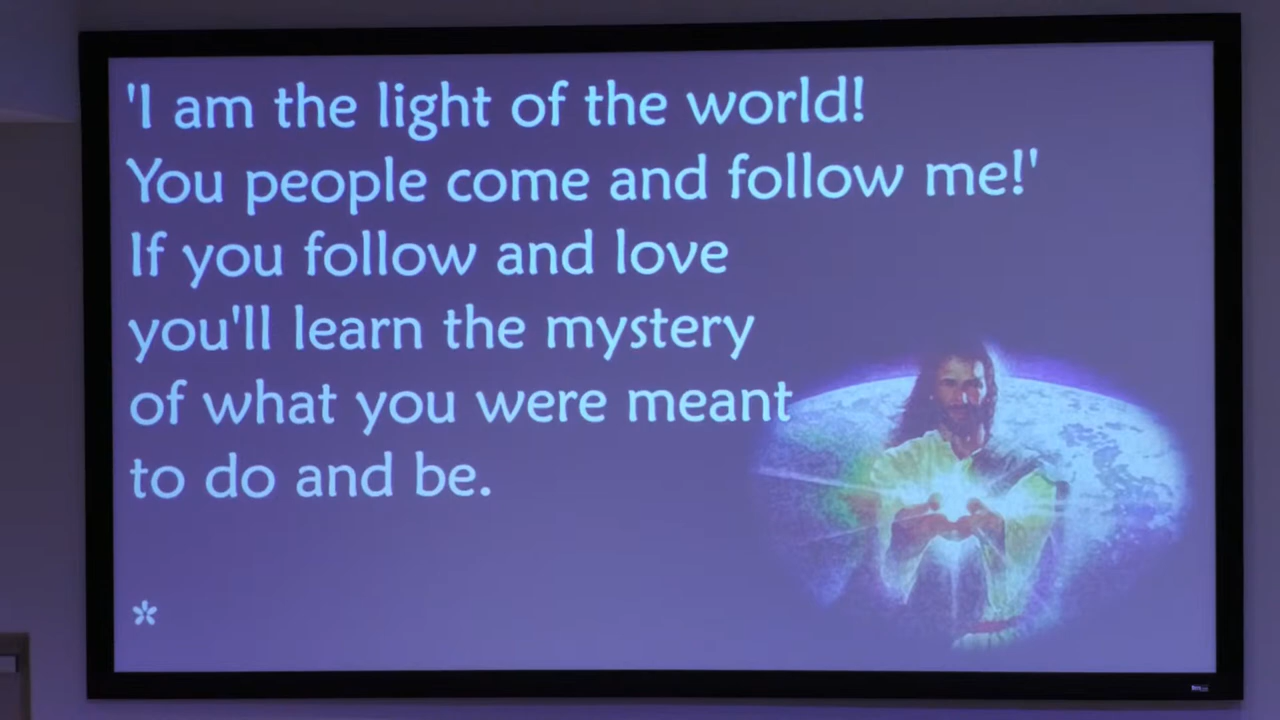 'I am the light of the world!
You people come and follow me!'
If you follow and love
you'll learn the mystery
of what you were meant
to do and be.
*